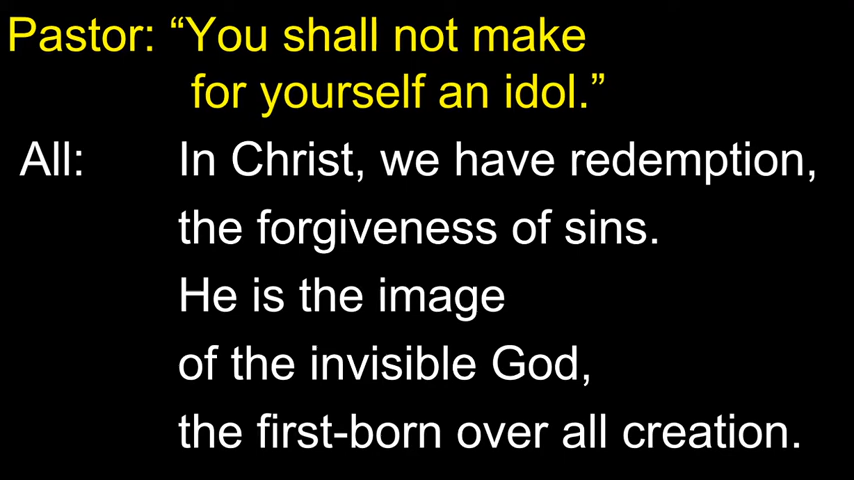 Pastor: “You shall not make
for yourself an idol.”
All: In Christ, we have redemption,
the forgiveness of sins.
He is the image
of the invisible God,
the first-born over all creation.